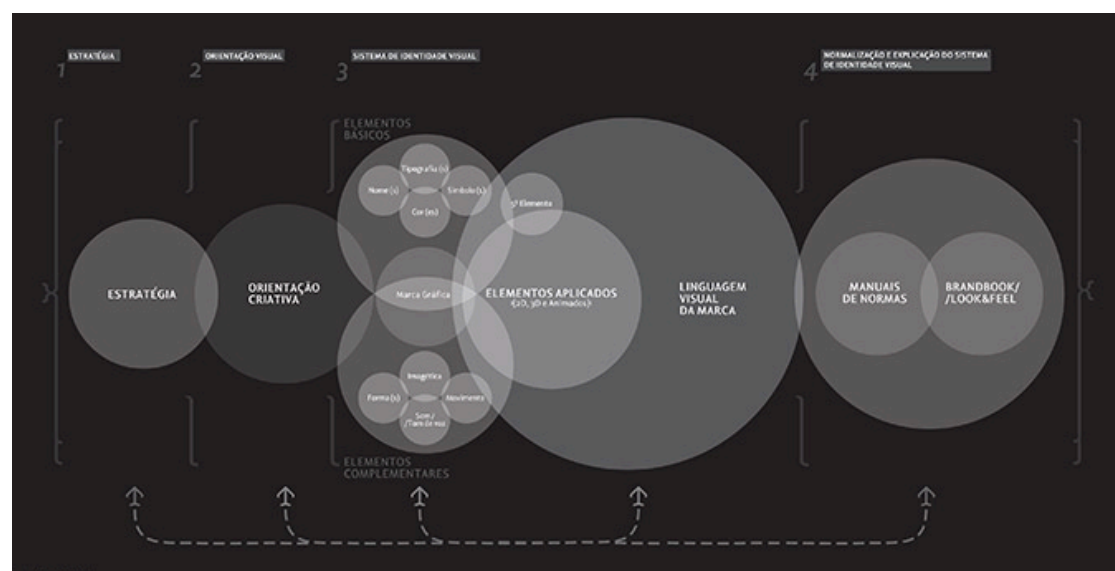 1
ESTRATÉGIA
2
ORIENTAÇÃO VISUAL
3
SISTEMA DE IDENTIDADE VISUAL
4
NORMALIZAÇÃO E EXPLICAÇÃO DO SISTEMA
DE IDENTIDADE VISUAL
ELEMENTOS
BÁSICOS
Tipografia (s)
Nome (s)
Símbolo (s)
Cor (es)
5º Elemento
ESTRATÉGIA
ORIENTAÇÃO
CRIATIVA
Marca Gráfica
ELEMENTOS APLICADOS
(2D, 3D e Animados)
LINGUAGEM
VISUAL
DA MARCA
MANUAIS
DE NORMAS
BRANDBOOK/
/LOOK&FEEL
Imagética
Forma (s)
Movimento
Som /
/Tom de voz
ELEMENTOS
COMPLEMENTARES